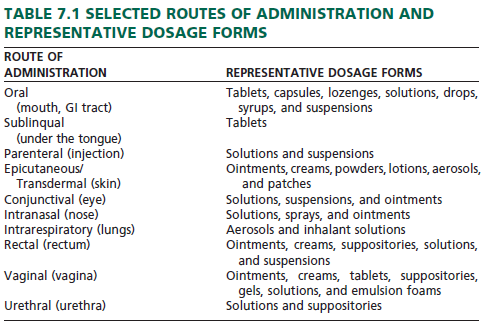 TABLE 7.1 SELECTED ROUTES OF ADMINISTRATION AND
REPRESENTATIVE DOSAGE FORMS
ROUTE OF
ADMINISTRATION REPRESENTATIVE DOSAGE FORMS
Oral Tablets, capsules, lozenges, solutions, drops,
(mouth, GI tract) syrups, and suspensions
Sublinqual Tablets
(under the tongue)
Parenteral (injection) Solutions and suspensions
Epicutaneous/ Ointments, creams, powders, lotions, aerosols,
Transdermal (skin) and patches
Conjunctival (eye) Solutions, suspensions, and ointments
Intranasal (nose) Solutions, sprays, and ointments
Intrarespiratory (lungs) Aerosols and inhalant solutions
Rectal (rectum) Ointments, creams, suppositories, solutions,
and suspensions
Vaginal (vagina) Ointments, creams, tablets, suppositories,
gels, solutions, and emulsion foams
Urethral (urethra) Solutions and suppositories